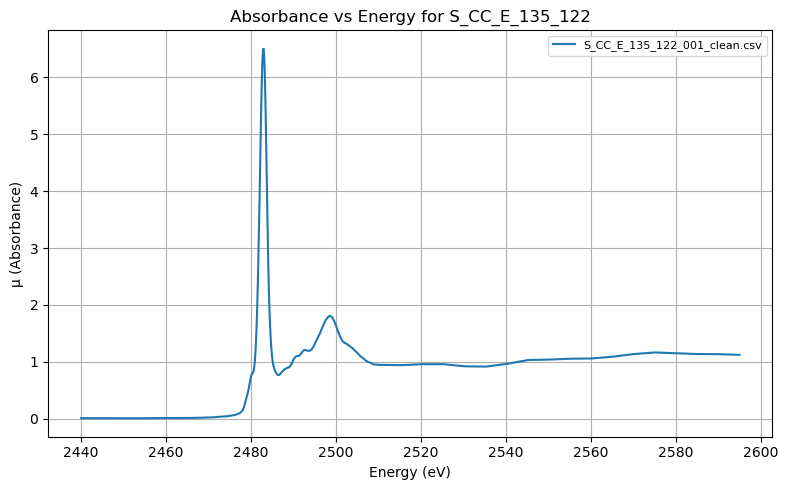 Absorbance vs Energy for S_CC_E_135_122
S_CC_E_135_122_001_clean.csv
6
5
4
3
2
1
0
μ (Absorbance)
2440 2460 2480 2500 2520 2540 2560 2580 2600
Energy (eV)